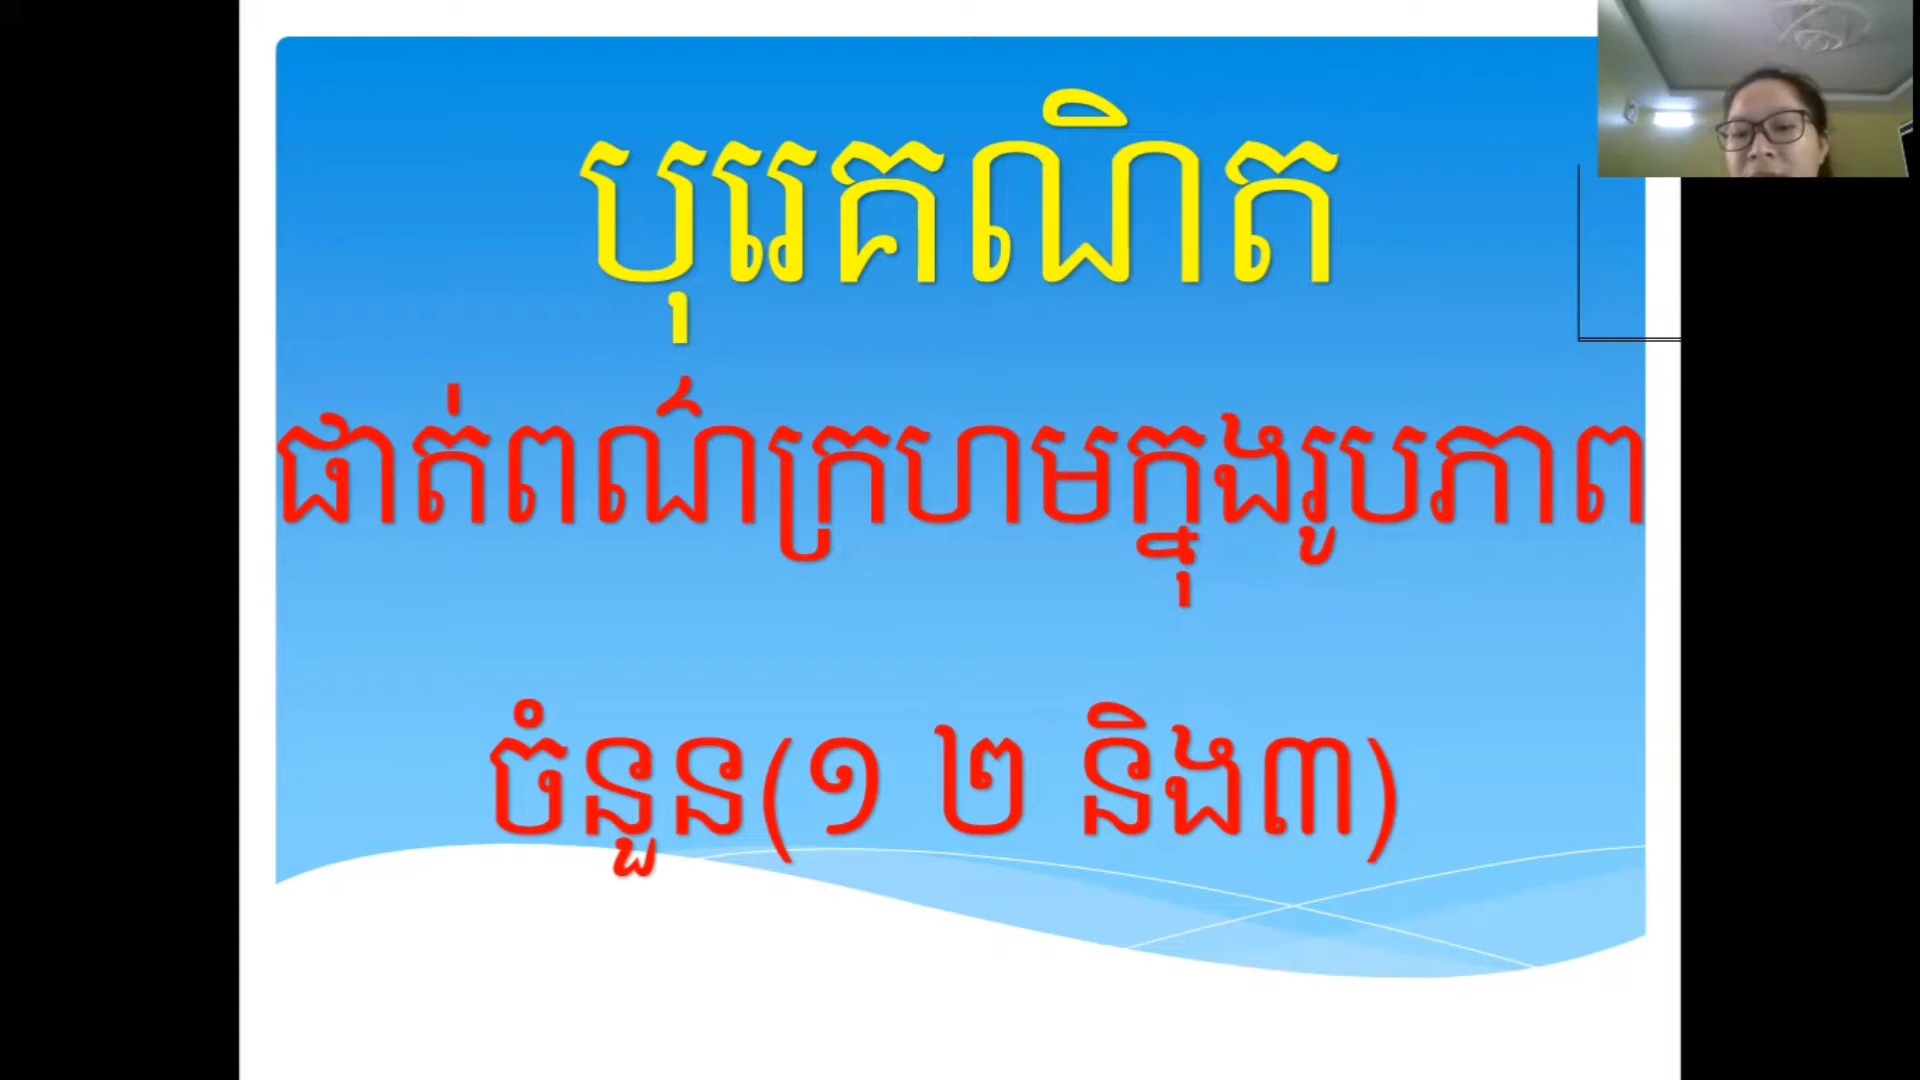 បុរេគណិត
ផាត់ពណ៌ក្រហមក្នុងរូបភាព
ចំនួន(១ ២ និង៣)